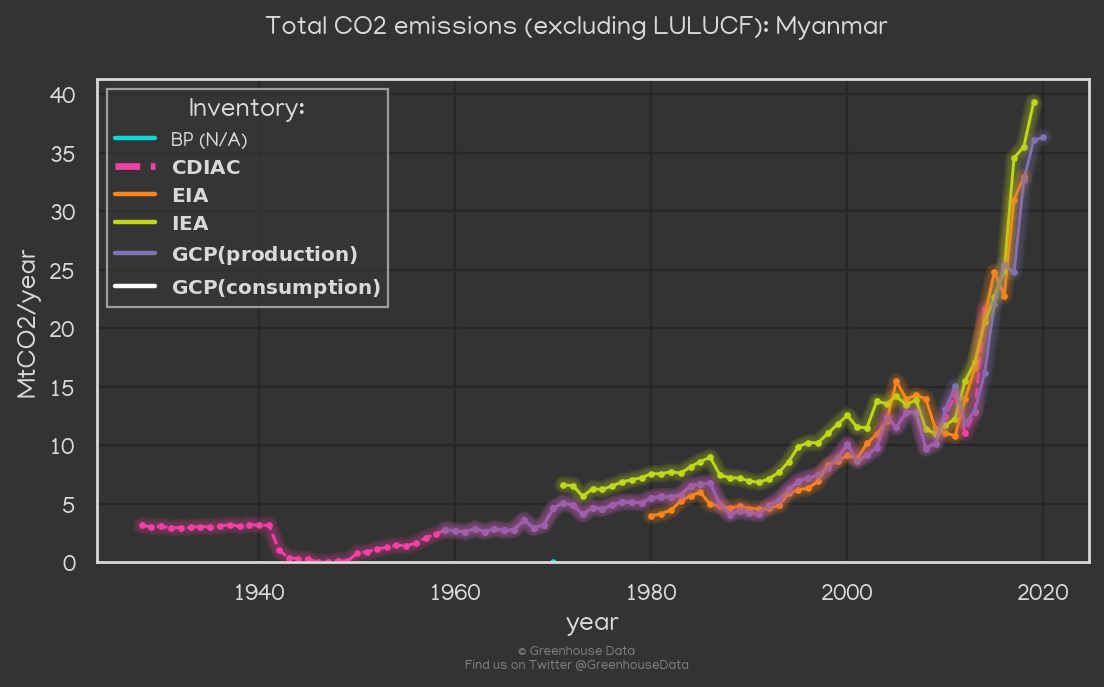 Total CO2 emissions (excluding LULUCF): Myanmar
40
35
30
25
20
15
10
5
0
MtCO2/year
Inventory:
BP (N/A)
CDIAC
EIA
IEA
GCP(production)
GCP(consumption)
1940 1960 1980 2000 2020
year
© Greenhouse Data
Find us on Twitter @GreenhouseData